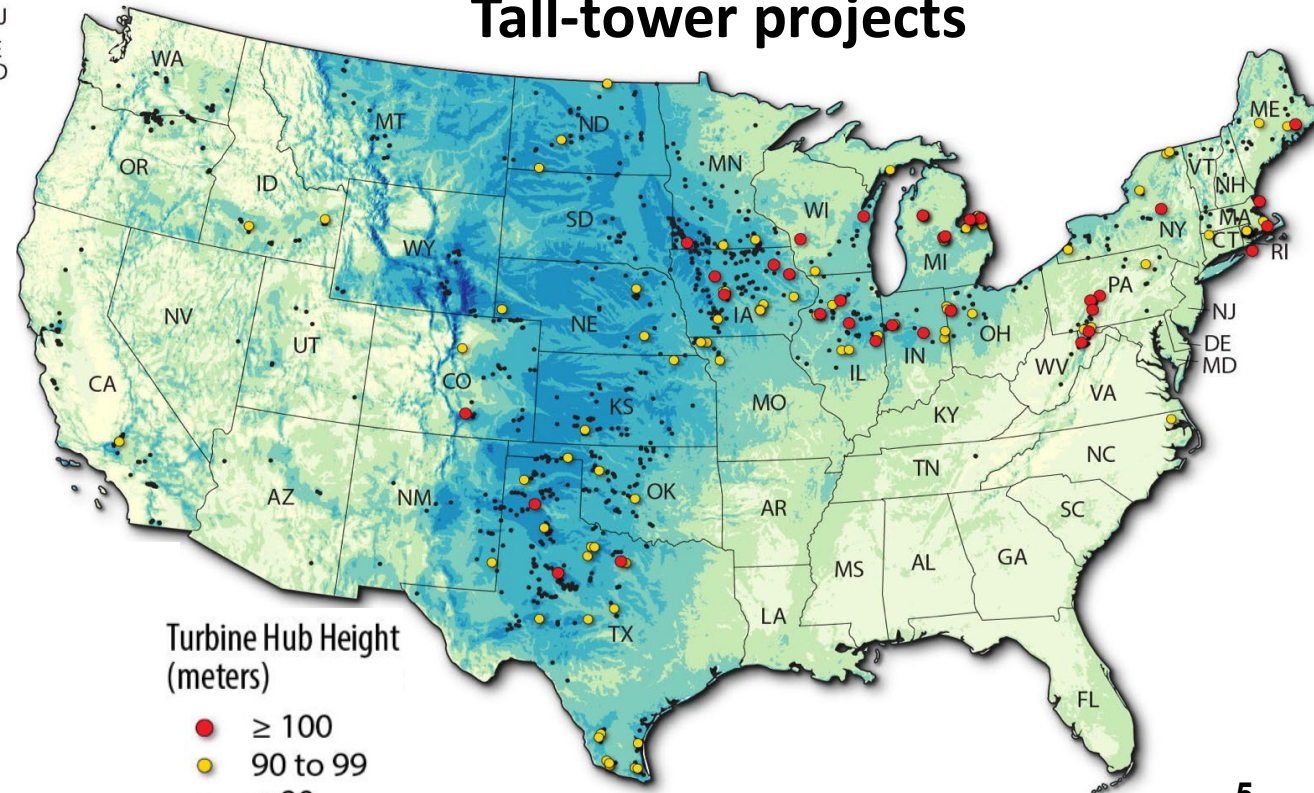 Tall-tower projects
WA
MT
ND
MN
ME
OR
ID
SD
WI
VT
NH
WY
MI
NY
MA
CT
RI
NV
UT
NE
IA
PA
NJ
CA
CO
IL
IN
OH
DE
MD
WV
VA
KS
MO
KY
NC
AZ
NM
OK
AR
TN
SC
MS
AL
GA
LA
TX
FL
Turbine Hub Height
(meters)
≥ 100
90 to 99
5